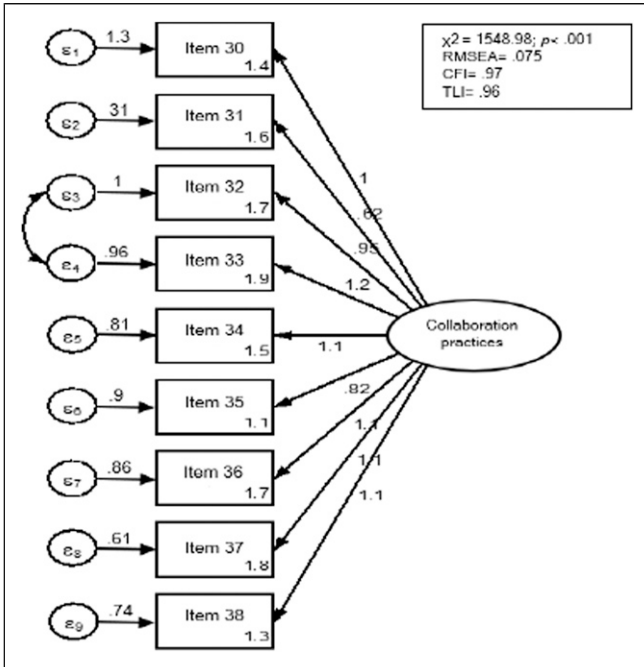 χ2 = 1548.98; p< .001
RMSEA= .075
CFI= .97
TLI= .96
ε1 1.3 Item 30 1.4
ε2 31 Item 31 1.6
ε3 1 Item 32 1.7
ε4 .96 Item 33 1.9
ε5 .81 Item 34 1.5
ε6 .9 Item 35 1.1
ε7 .86 Item 36 1.7
ε8 .61 Item 37 1.8
ε9 .74 Item 38 1.3
1
.62
.95
1.2
1.1
.82
1.1
1.1
1.1
Collaboration
practices